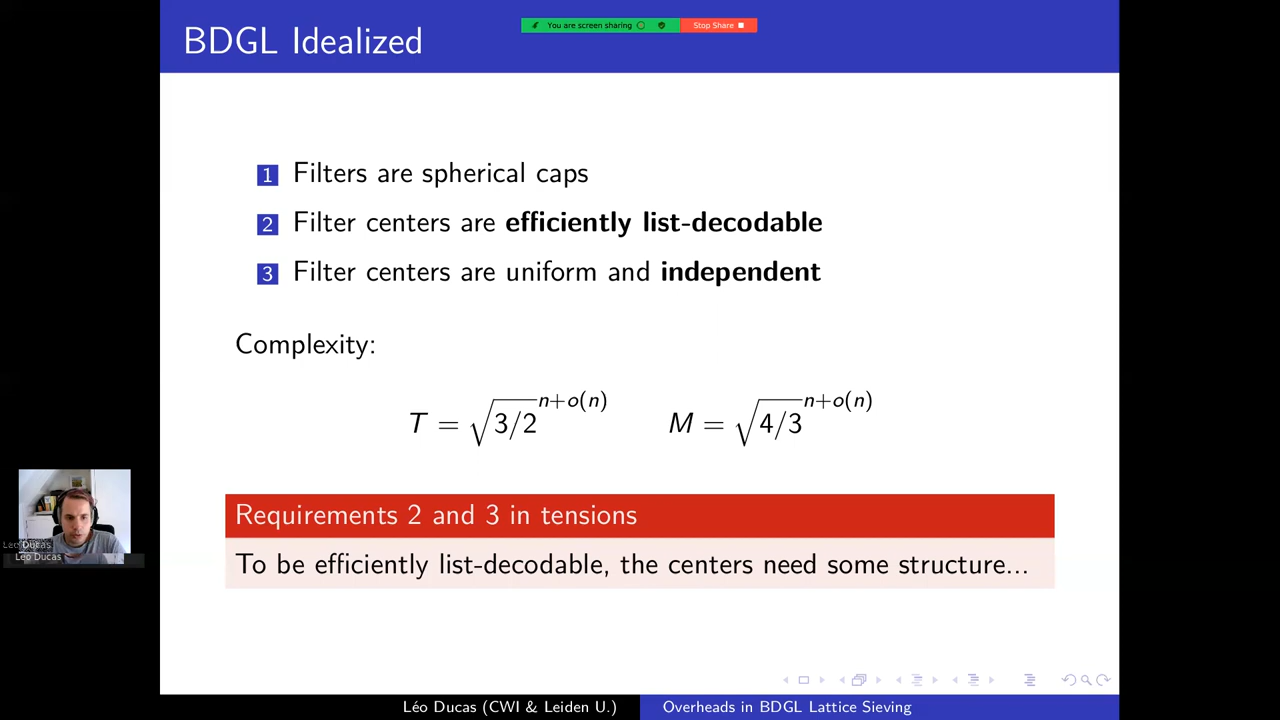 BDGL Idealized
You are screen sharing
Stop Share
1 Filters are spherical caps
2 Filter centers are efficiently list-decodable
3 Filter centers are uniform and independent
Complexity:
T = √3/2^{n+o(n)} M = √4/3^{n+o(n)}
Requirements 2 and 3 in tensions
To be efficiently list-decodable, the centers need some structure...
Léo Ducas
Léo Ducas
Léo Ducas (CWI & Leiden U.)
Overheads in BDGL Lattice Sieving